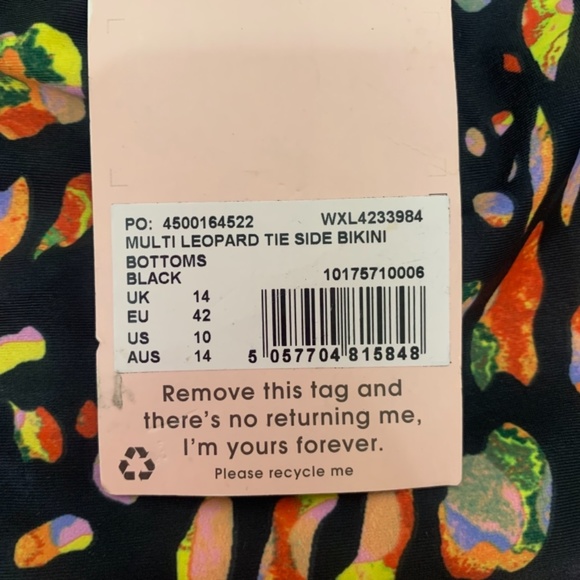 PO: 4500164522 WXL4233984
MULTI LEOPARD TIE SIDE BIKINI
BOTTOMS
BLACK 10175710006
UK 14
EU 42
US 10
AUS 14
5 057704 815848
Remove this tag and
there's no returning me,
I'm yours forever.
Please recycle me